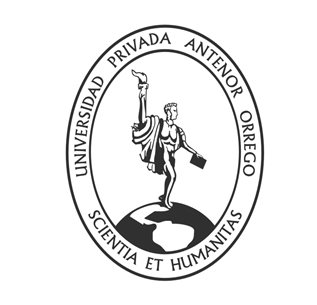 UNIVERSIDAD PRIVADA ANTENOR ORREGO
SCIENTIA ET HUMANITAS